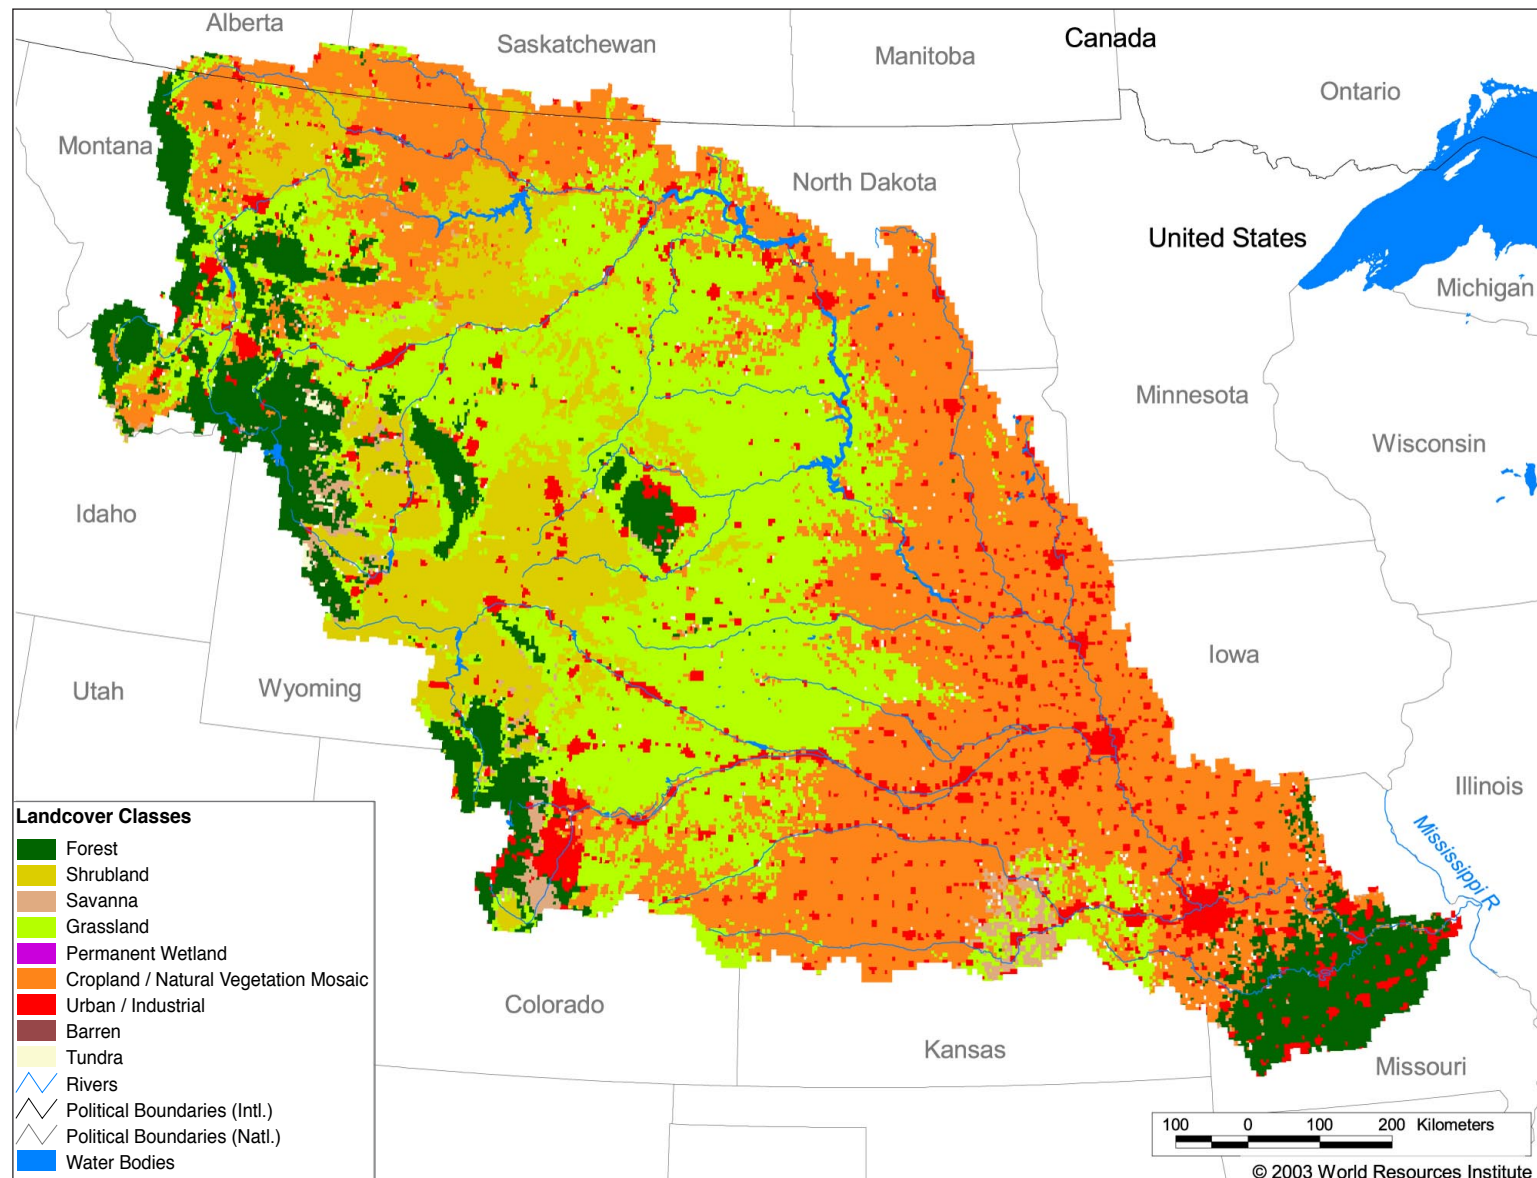 Alberta
Saskatchewan
Manitoba
Canada
Ontario
Montana
North Dakota
United States
Michigan
Minnesota
Wisconsin
Idaho
Iowa
Utah
Wyoming
Illinois
Mississippi R
Colorado
Kansas
Missouri
Landcover Classes
Forest
Shrubland
Savanna
Grassland
Permanent Wetland
Cropland / Natural Vegetation Mosaic
Urban / Industrial
Barren
Tundra
Rivers
Political Boundaries (Intl.)
Political Boundaries (Natl.)
Water Bodies
100 0 100 200 Kilometers
© 2003 World Resources Institute